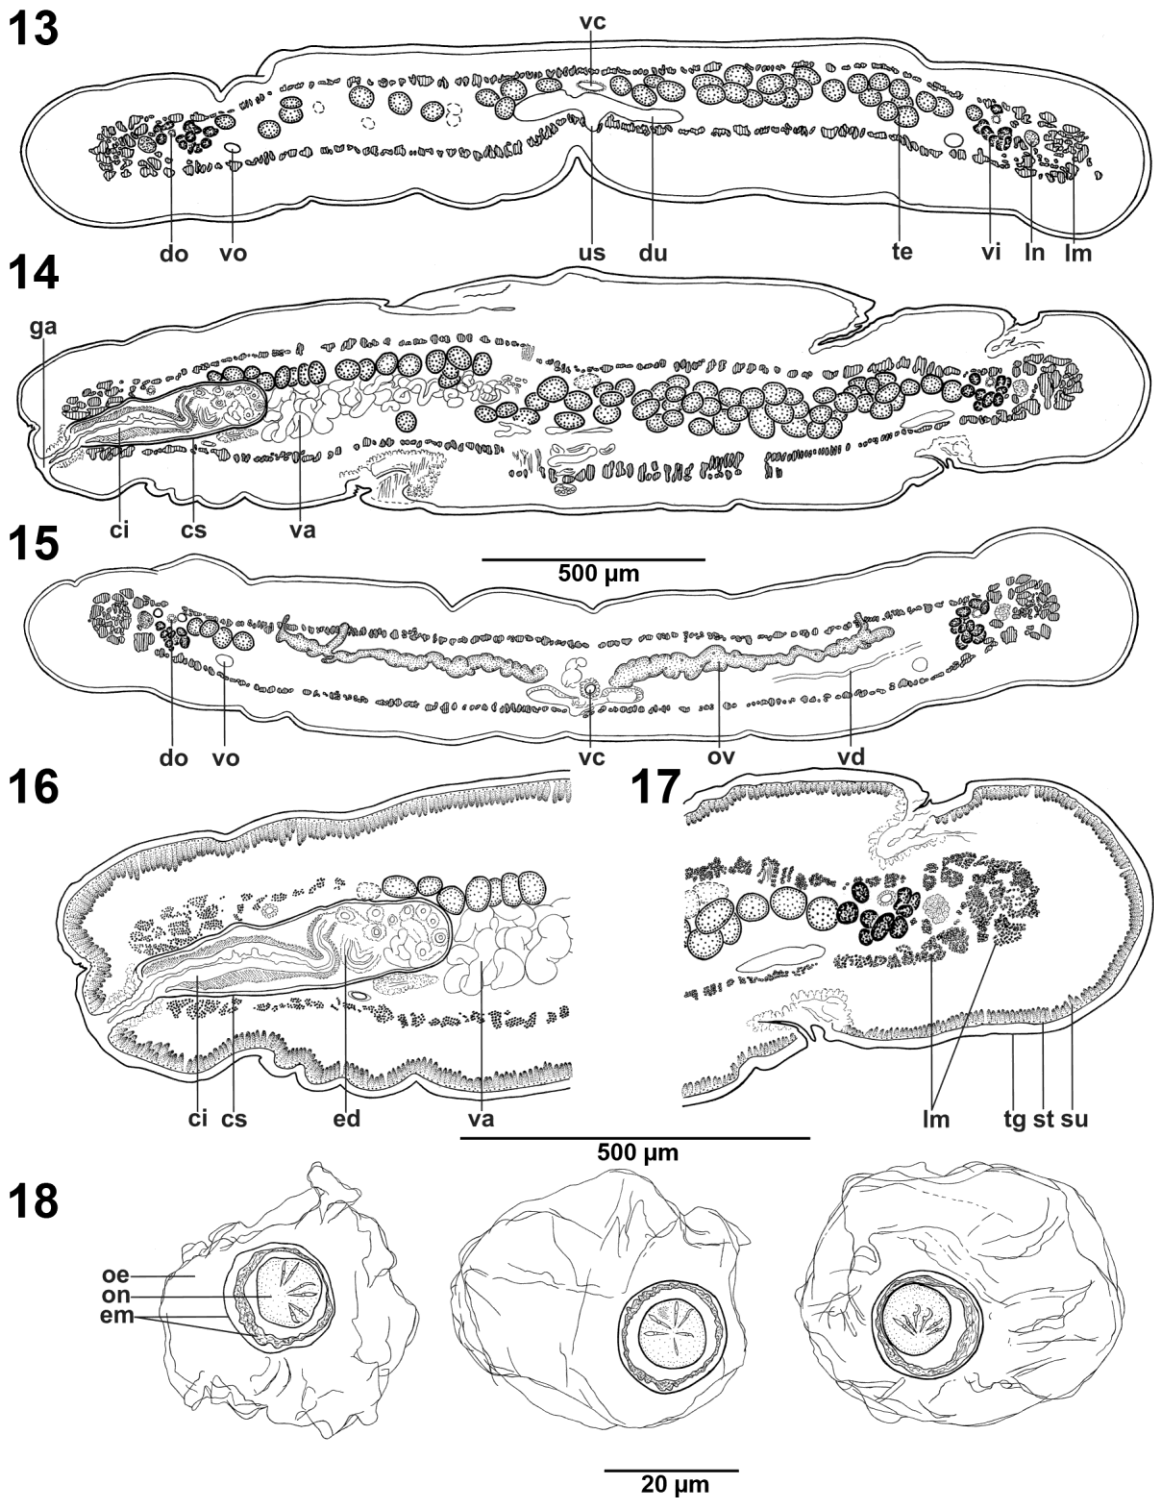 13
vc
do vo us du te vi ln lm
14
ga
ci cs va
500 µm
15
do vo vc ov vd
16 17
ci cs ed va lm tg st su
500 µm
18
oe
on
em
20 µm